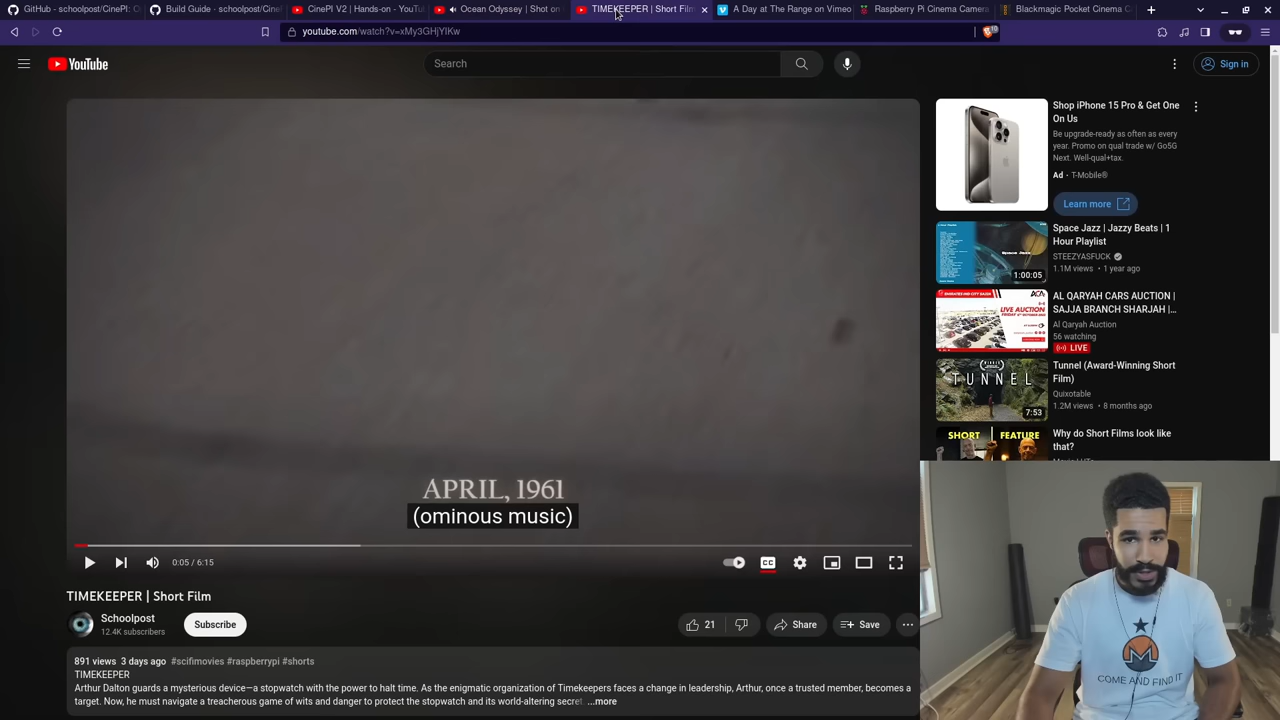 GitHub - schoolpost/CinePI: O
Build Guide - schoolpost/Cine
CinePI V2 | Hands-on - YouTu
Ocean Odyssey | Shot on
TIMEKEEPER | Short Film
A Day at The Range on Vimeo
Raspberry Pi Cinema Camera
Blackmagic Pocket Cinema C
youtube.com/watch?v=xMy3GHjYIKw
YouTube
Search
Sign in
APRIL, 1961
(ominous music)
0:05 / 6:15
CC
TIMEKEEPER | Short Film
Schoolpost
12.4K subscribers
Subscribe
21
Share
Save
891 views 3 days ago #scifimovies #raspberrypi #shorts
TIMEKEEPER
Arthur Dalton guards a mysterious device—a stopwatch with the power to halt time. As the enigmatic organization of Timekeepers faces a change in leadership, Arthur, once a trusted member, becomes a
target. Now, he must navigate a treacherous game of wits and danger to protect the stopwatch and its world-altering secret ...more
Shop iPhone 15 Pro & Get One
On Us
Be upgrade-ready as often as every
year. Promo on qual trade w/ Go5G
Next. Well-qual+tax.
Ad · T-Mobile®
Learn more
Space Jazz | Jazzy Beats | 1
Hour Playlist
STEEZYASFUCK
1.1M views • 1 year ago
1:00:05
AL QARYAH CARS AUCTION |
SAJJA BRANCH SHARJAH |...
Al Qaryah Auction
56 watching
LIVE
LIVE AUCTION
Tunnel (Award-Winning Short
Film)
Quixotable
1.2M views • 8 months ago
TUNNEL
7:53
Why do Short Films look like
that?
SHORT
FEATURE
COME AND FIND IT